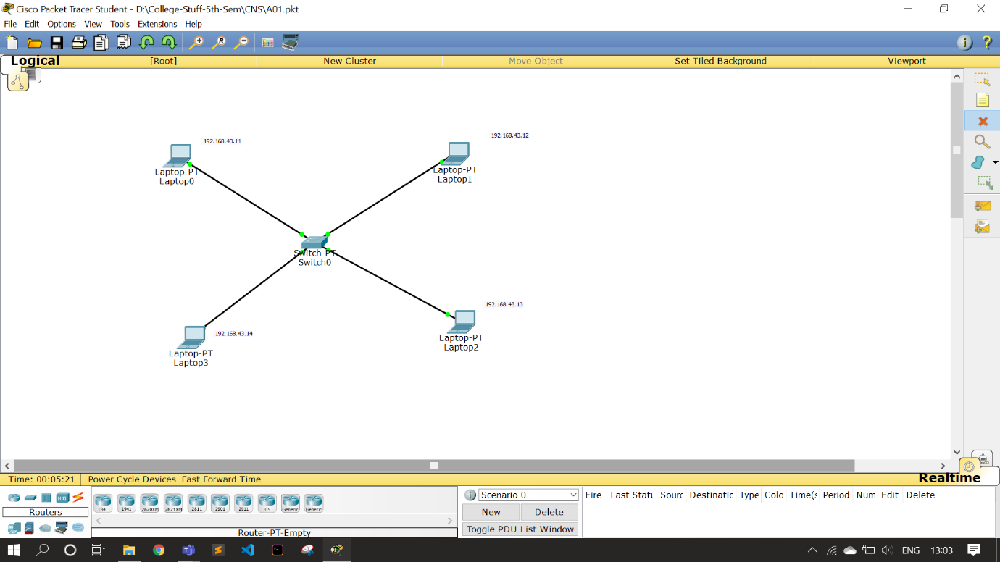 Cisco Packet Tracer Student - D:\College-Stuff-5th-Sem\CNS\A01.pkt
File Edit Options View Tools Extensions Help
Logical [Root] New Cluster Move Object Set Tiled Background Viewport
192.168.43.11
Laptop-PT
Laptop0
192.168.43.12
Laptop-PT
Laptop1
Switch-PT
Switch0
192.168.43.13
Laptop-PT
Laptop2
192.168.43.14
Laptop-PT
Laptop3
Realtime
Time: 00:05:21 Power Cycle Devices Fast Forward Time
Routers
1841 1941 2620XM 2621XM 2811 2901 2911 819 Generic Generic
Router-PT-Empty
Scenario 0
New Delete
Toggle PDU List Window
Fire Last Statu Sourc Destinatio Type Colo Time(s Period Num Edit Delete
ENG 13:03